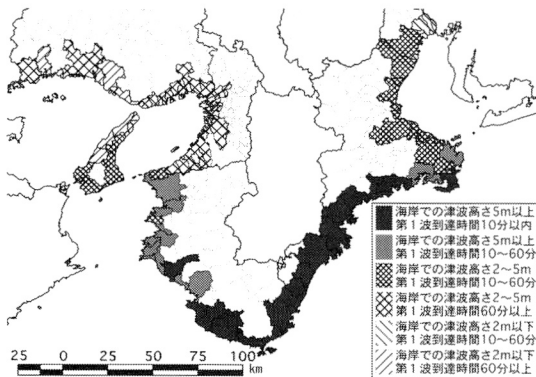 海岸での津波高さ5m以上
第1波到達時間10分以内
海岸での津波高さ5m以上
第1波到達時間10～60分
海岸での津波高さ2～5m
第1波到達時間10～60分
海岸での津波高さ2～5m
第1波到達時間60分以上
海岸での津波高さ2m以下
第1波到達時間10～60分
海岸での津波高さ2m以下
第1波到達時間60分以上
25 0 25 50 75 100
km